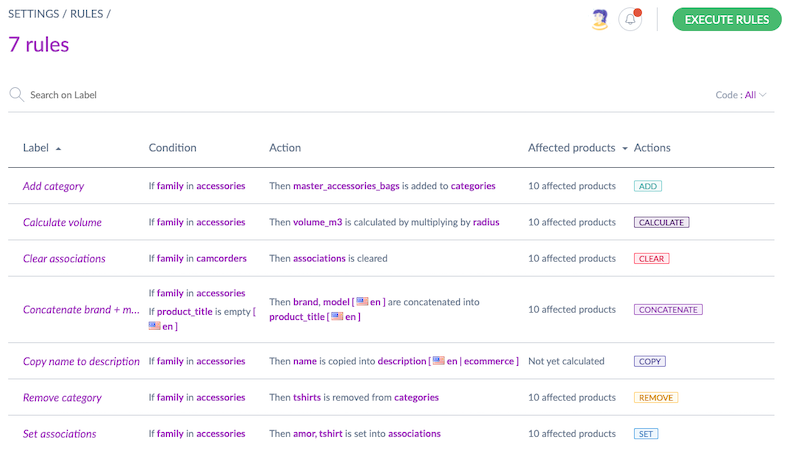 SETTINGS / RULES /
EXECUTE RULES
7 rules
Search on Label
Code : All
Label Condition Action Affected products Actions
Add category If family in accessories Then master_accessories_bags is added to categories 10 affected products ADD
Calculate volume If family in accessories Then volume_m3 is calculated by multiplying by radius 10 affected products CALCULATE
Clear associations If family in camcorders Then associations is cleared 10 affected products CLEAR
Concatenate brand + m... If family in accessories
If product_title is empty [
en ]
Then brand, model [ en ] are concatenated into
product_title [ en ]
10 affected products CONCATENATE
Copy name to description If family in accessories Then name is copied into description [ en | ecommerce ] Not yet calculated COPY
Remove category If family in accessories Then tshirts is removed from categories 10 affected products REMOVE
Set associations If family in accessories Then amor, tshirt is set into associations 10 affected products SET